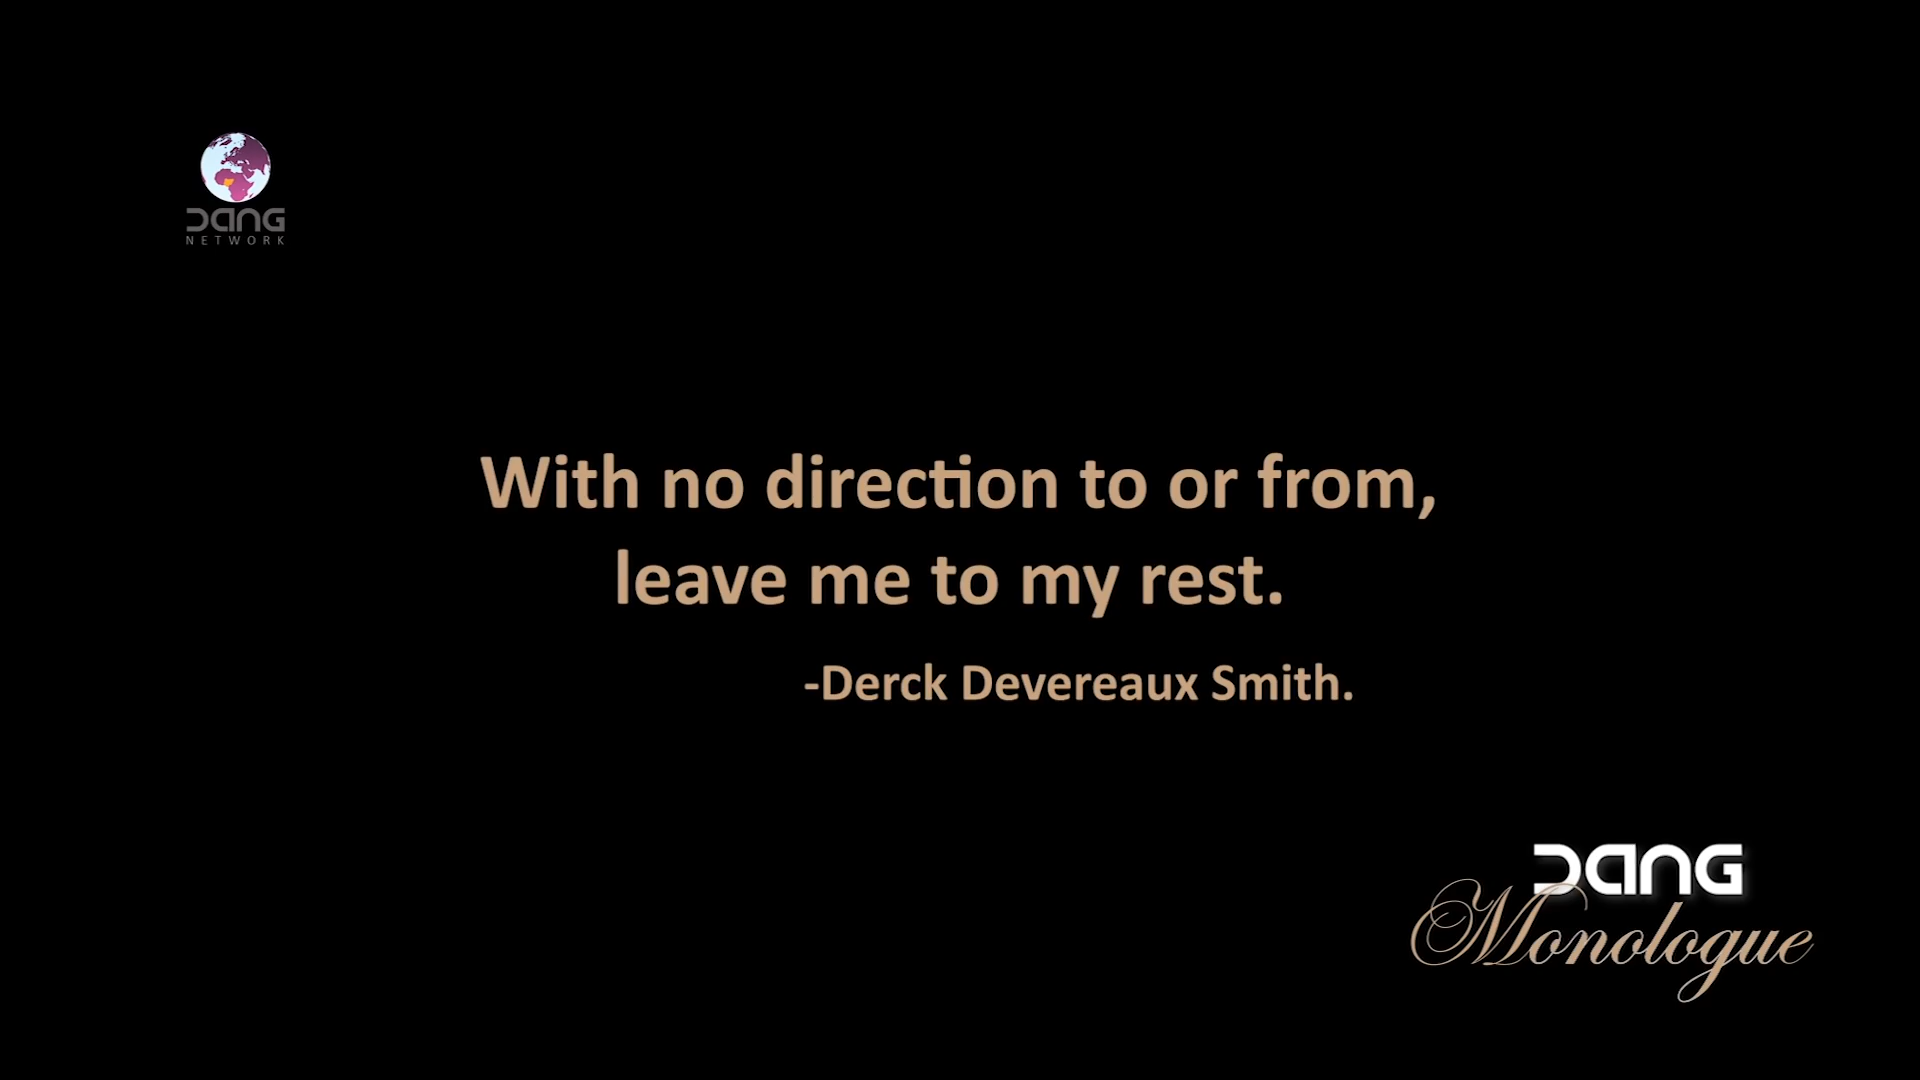 DANG
NETWORK
With no direction to or from,
leave me to my rest.
-Derck Devereaux Smith.
DANG
Monologue